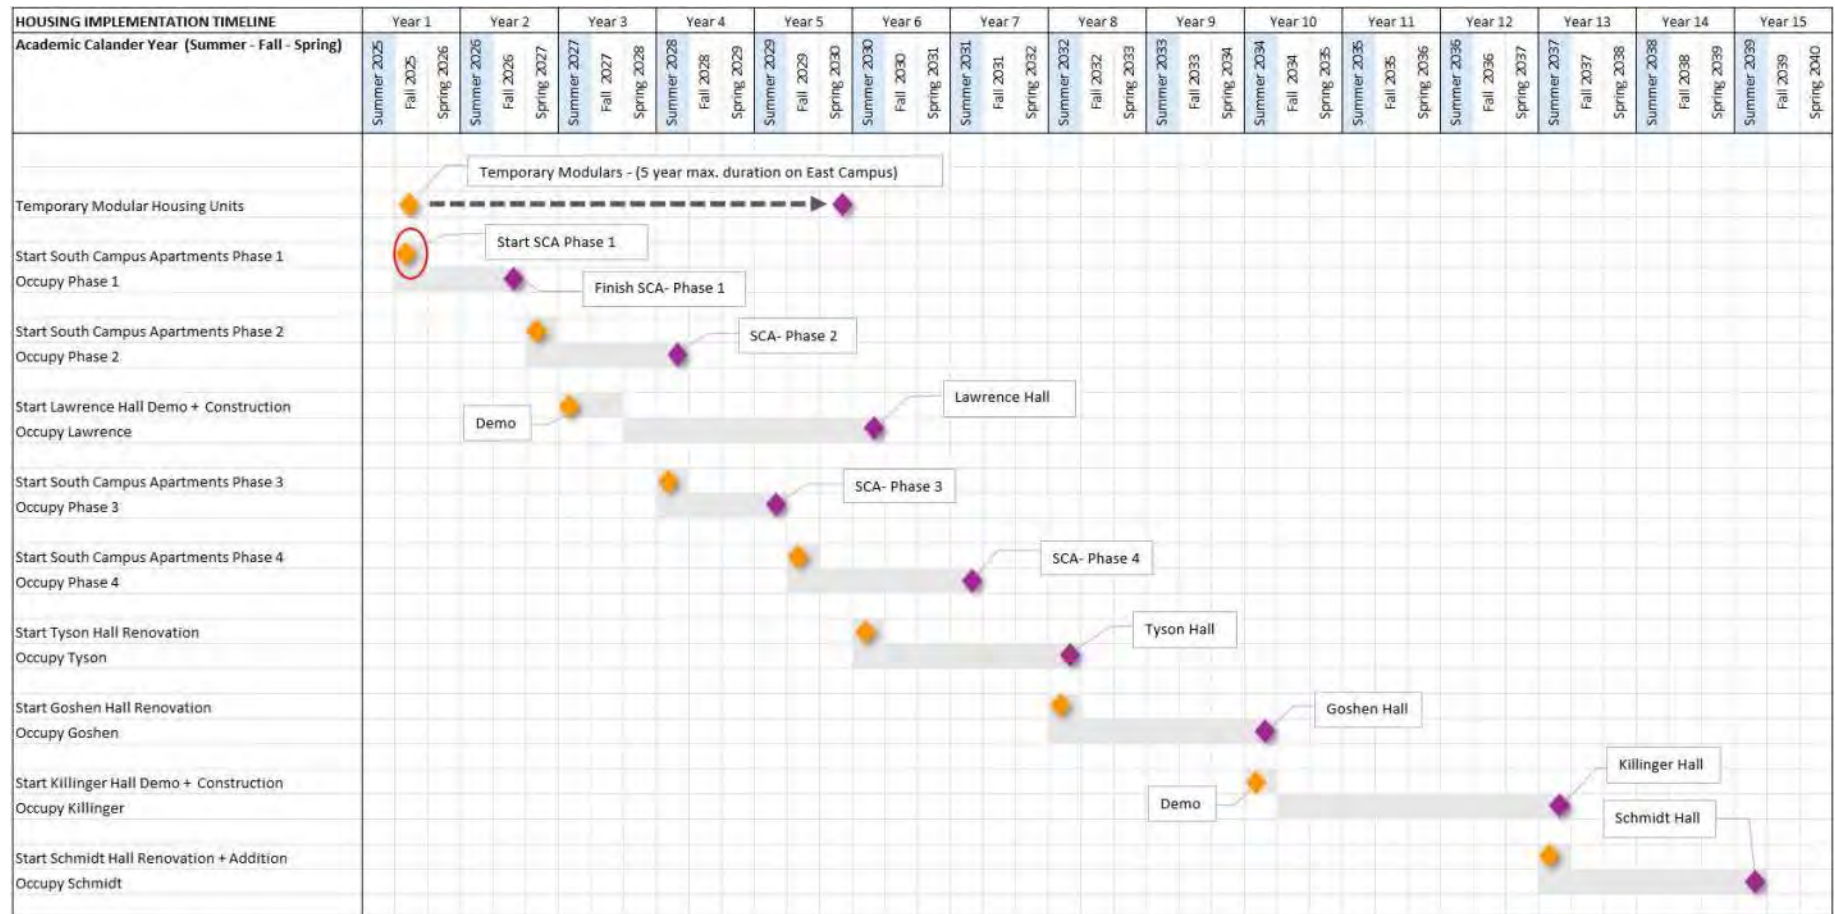 HOUSING IMPLEMENTATION TIMELINE
Year 1 Year 2 Year 3 Year 4 Year 5 Year 6 Year 7 Year 8 Year 9 Year 10 Year 11 Year 12 Year 13 Year 14 Year 15
Academic Calander Year (Summer - Fall - Spring)
Summer 2025
Fall 2025
Spring 2026
Summer 2026
Fall 2026
Spring 2027
Summer 2027
Fall 2027
Spring 2028
Summer 2028
Fall 2028
Spring 2029
Summer 2029
Fall 2029
Spring 2030
Summer 2030
Fall 2030
Spring 2031
Summer 2031
Fall 2031
Spring 2032
Summer 2032
Fall 2032
Spring 2033
Summer 2033
Fall 2033
Spring 2034
Summer 2034
Fall 2034
Spring 2035
Summer 2035
Fall 2035
Spring 2036
Summer 2036
Fall 2036
Spring 2037
Summer 2037
Fall 2037
Spring 2038
Summer 2038
Fall 2038
Spring 2039
Summer 2039
Fall 2039
Spring 2040
Temporary Modulars - (5 year max. duration on East Campus)
Temporary Modular Housing Units
Start SCA Phase 1
Start South Campus Apartments Phase 1
Occupy Phase 1
Finish SCA- Phase 1
Start South Campus Apartments Phase 2
SCA- Phase 2
Occupy Phase 2
Lawrence Hall
Start Lawrence Hall Demo + Construction
Demo
Occupy Lawrence
Start South Campus Apartments Phase 3
SCA- Phase 3
Occupy Phase 3
Start South Campus Apartments Phase 4
SCA- Phase 4
Occupy Phase 4
Tyson Hall
Start Tyson Hall Renovation
Occupy Tyson
Start Goshen Hall Renovation
Goshen Hall
Occupy Goshen
Killinger Hall
Start Killinger Hall Demo + Construction
Demo
Occupy Killinger
Schmidt Hall
Start Schmidt Hall Renovation + Addition
Occupy Schmidt